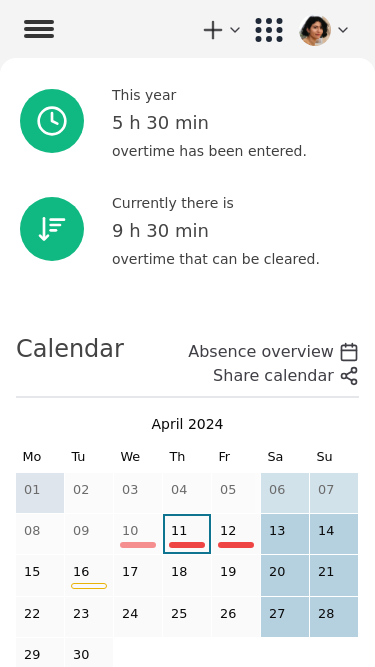 This year
5 h 30 min
overtime has been entered.
Currently there is
9 h 30 min
overtime that can be cleared.
Calendar
Absence overview
Share calendar
April 2024
Mo Tu We Th Fr Sa Su
01 02 03 04 05 06 07
08 09 10 11 12 13 14
15 16 17 18 19 20 21
22 23 24 25 26 27 28
29 30